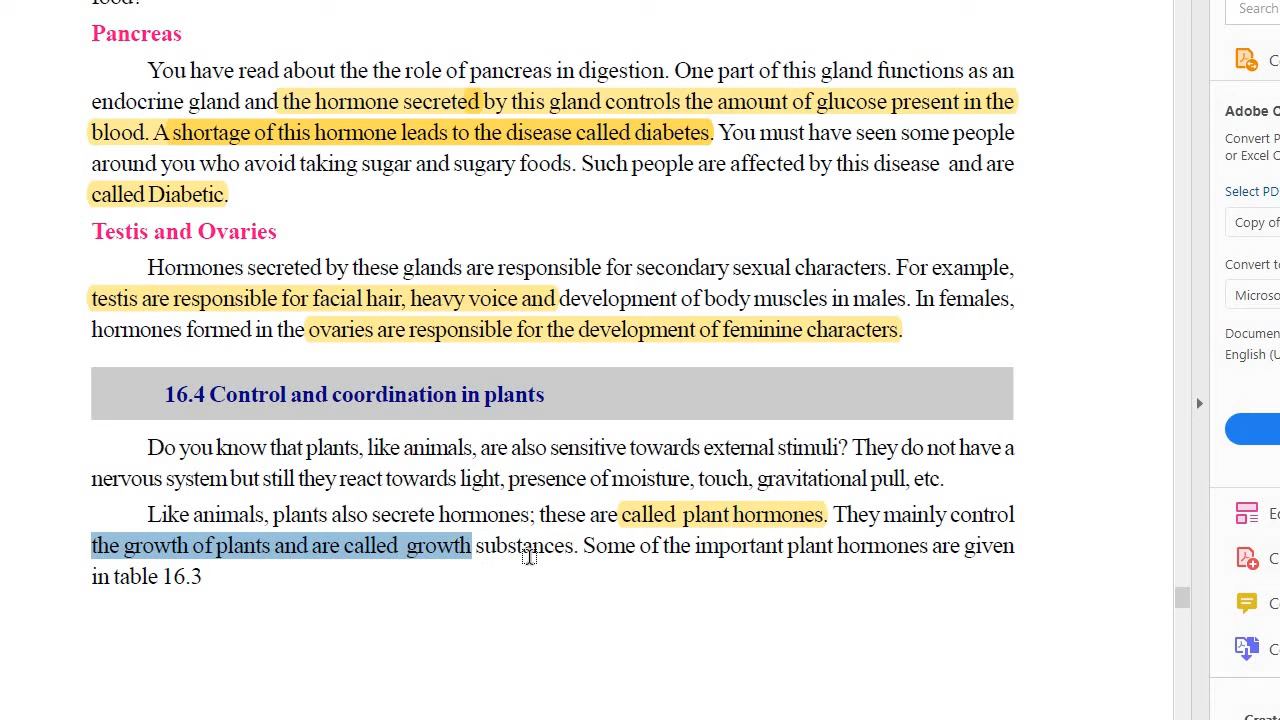 food?
Pancreas
You have read about the the role of pancreas in digestion. One part of this gland functions as an
endocrine gland and the hormone secreted by this gland controls the amount of glucose present in the
blood. A shortage of this hormone leads to the disease called diabetes. You must have seen some people
around you who avoid taking sugar and sugary foods. Such people are affected by this disease and are
called Diabetic.
Testis and Ovaries
Hormones secreted by these glands are responsible for secondary sexual characters. For example,
testis are responsible for facial hair, heavy voice and development of body muscles in males. In females,
hormones formed in the ovaries are responsible for the development of feminine characters.
16.4 Control and coordination in plants
Do you know that plants, like animals, are also sensitive towards external stimuli? They do not have a
nervous system but still they react towards light, presence of moisture, touch, gravitational pull, etc.
Like animals, plants also secrete hormones; these are called plant hormones. They mainly control
the growth of plants and are called growth substances. Some of the important plant hormones are given
in table 16.3
Search
Adobe
Convert P
or Excel
Select PD
Copy of
Convert to
Microso
Documen
English (U